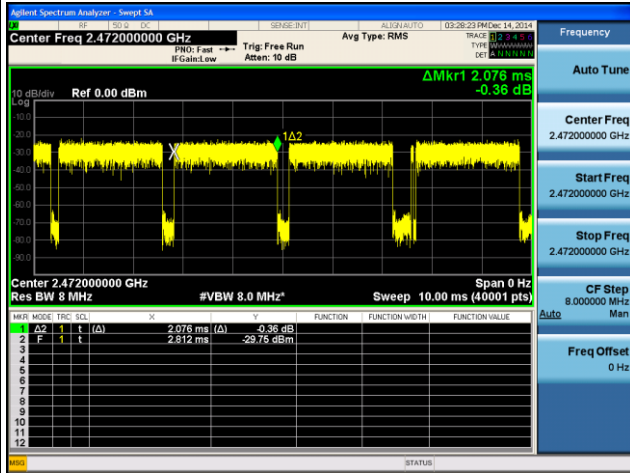 Agilent Spectrum Analyzer - Swept SA
LXI RF 50 Ω DC SENSE:INT ALIGN AUTO 03:28:23 PM Dec 14, 2014
Center Freq 2.472000000 GHz
PNO: Fast Trig: Free Run
IFGain:Low Atten: 10 dB
Avg Type: RMS
TRACE 1 2 3 4 5 6
TYPE WWWWWW
DET A N N N N N
ΔMkr1 2.076 ms
-0.36 dB
10 dB/div Ref 0.00 dBm
Log
-10.0
-20.0
-30.0
-40.0
-50.0
-60.0
-70.0
-80.0
-90.0
1Δ2
Center 2.472000000 GHz Span 0 Hz
Res BW 8 MHz #VBW 8.0 MHz* Sweep 10.00 ms (40001 pts)
MKR MODE TRC SCL X Y FUNCTION FUNCTION WIDTH FUNCTION VALUE
1 Δ2 1 t (Δ) 2.076 ms (Δ) -0.36 dB
2 F 1 t 2.812 ms -29.75 dBm
3
4
5
6
7
8
9
10
11
12
MSG STATUS
Frequency
Auto Tune
Center Freq
2.472000000 GHz
Start Freq
2.472000000 GHz
Stop Freq
2.472000000 GHz
CF Step
8.000000 MHz
Auto Man
Freq Offset
0 Hz